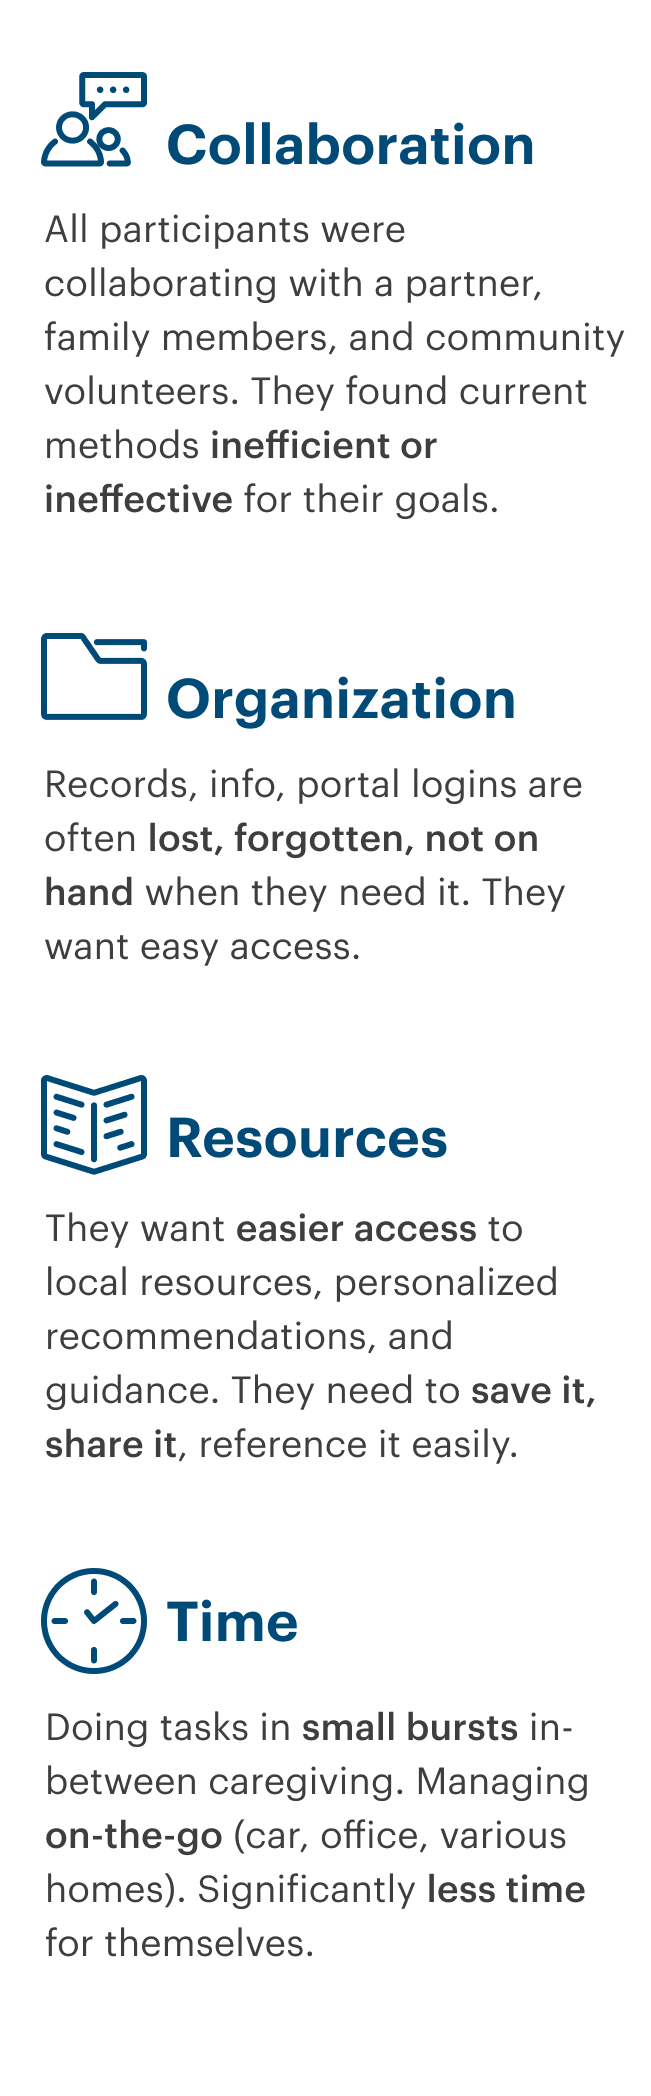 Collaboration
All participants were
collaborating with a partner,
family members, and community
volunteers. They found current
methods inefficient or
ineffective for their goals.
Organization
Records, info, portal logins are
often lost, forgotten, not on
hand when they need it. They
want easy access.
Resources
They want easier access to
local resources, personalized
recommendations, and
guidance. They need to save it,
share it, reference it easily.
Time
Doing tasks in small bursts in-
between caregiving. Managing
on-the-go (car, office, various
homes). Significantly less time
for themselves.